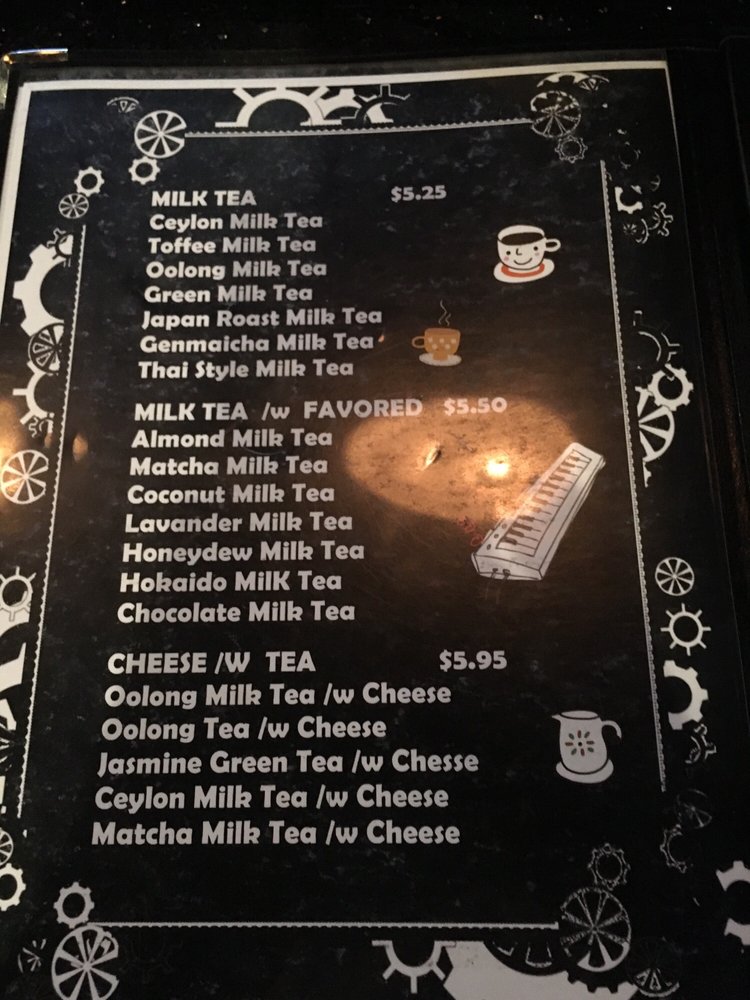 MILK TEA $5.25
Ceylon Milk Tea
Toffee Milk Tea
Oolong Milk Tea
Green Milk Tea
Japan Roast Milk Tea
Genmaicha Milk Tea
Thai Style Milk Tea
MILK TEA /w FAVORED $5.50
Almond Milk Tea
Matcha Milk Tea
Coconut Milk Tea
Lavander Milk Tea
Honeydew Milk Tea
Hokaido MilK Tea
Chocolate Milk Tea
CHEESE /W TEA $5.95
Oolong Milk Tea /w Cheese
Oolong Tea /w Cheese
Jasmine Green Tea /w Chesse
Ceylon Milk Tea /w Cheese
Matcha Milk Tea /w Cheese